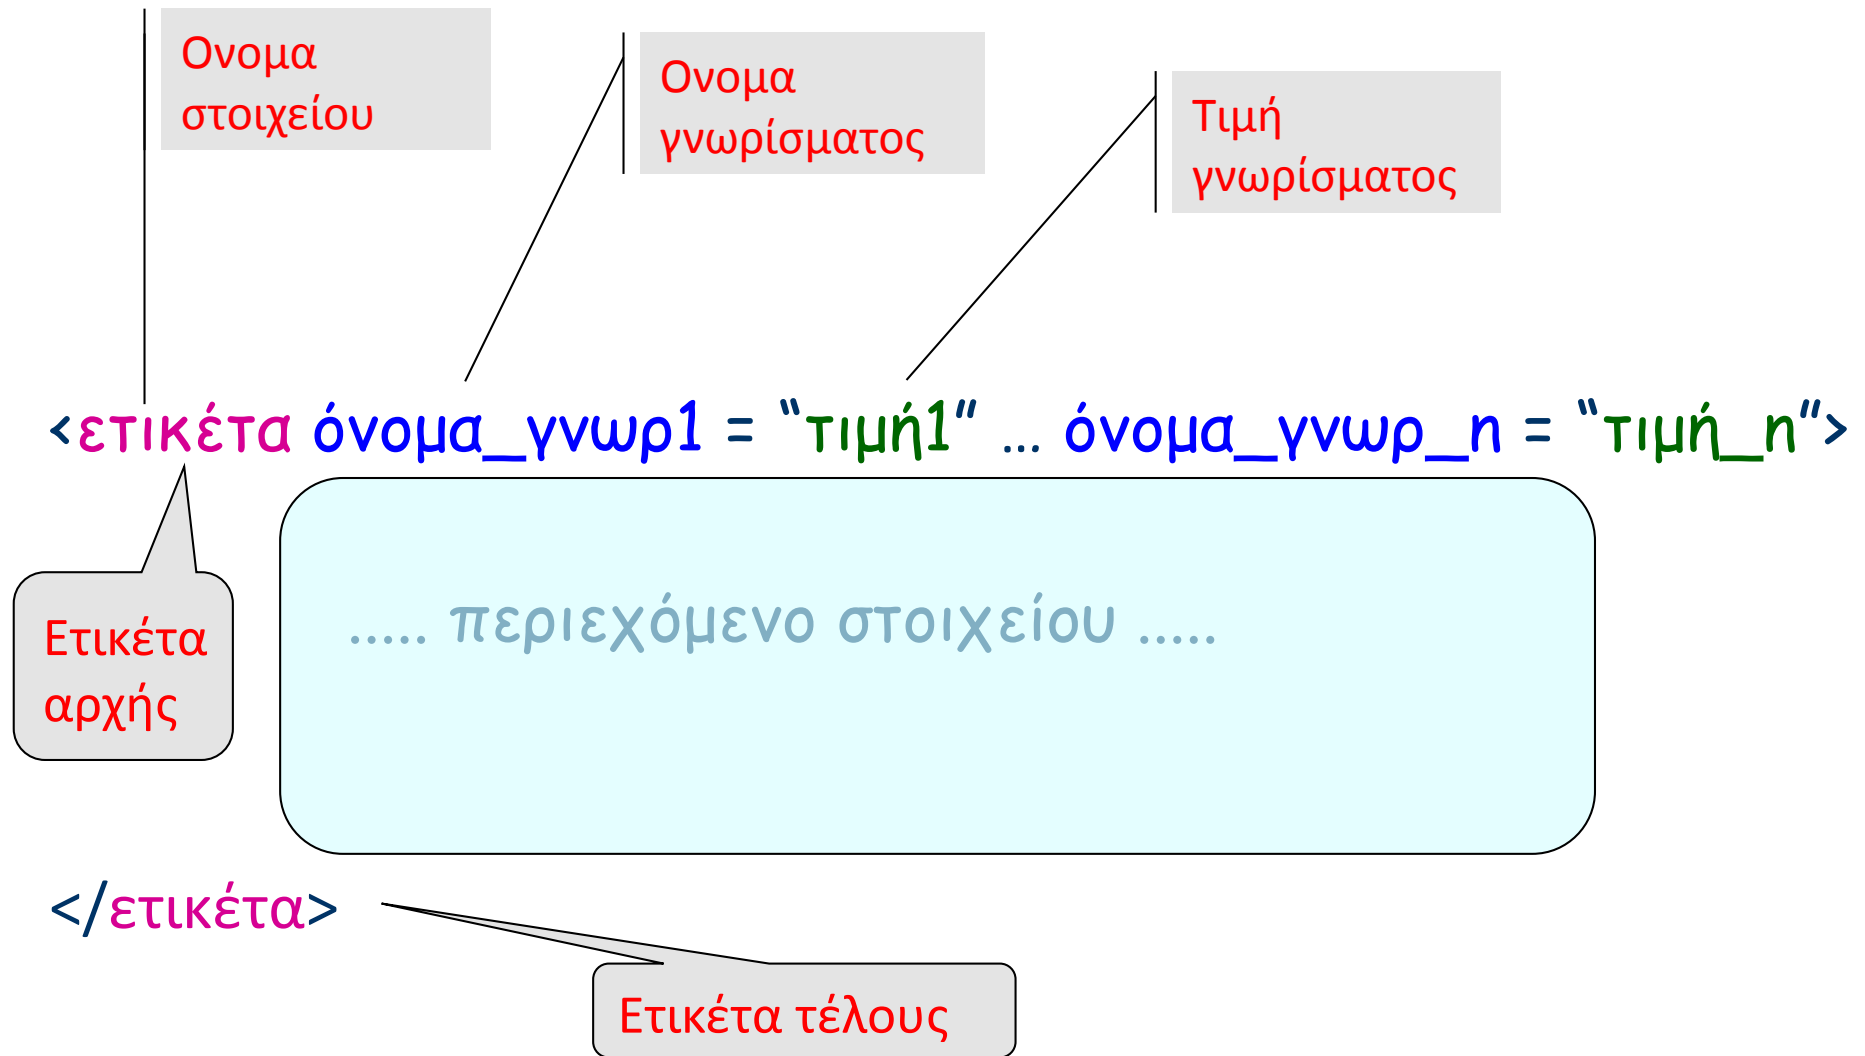 Ονομα
στοιχείου
Ονομα
γνωρίσματος
Τιμή
γνωρίσματος
<ετικέτα όνομα_γνωρ1 = “τιμή1” … όνομα_γνωρ_n = “τιμή_n”>
Ετικέτα
αρχής
..... περιεχόμενο στοιχείου .....
</ετικέτα>
Ετικέτα τέλους